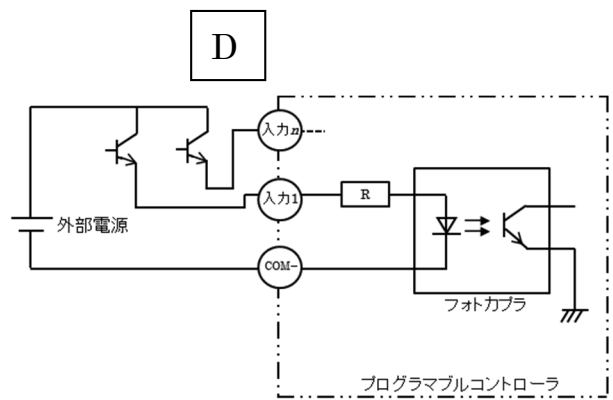 D
入力n
入力1
R
外部電源
COM−
フォトカプラ
プログラマブルコントローラ